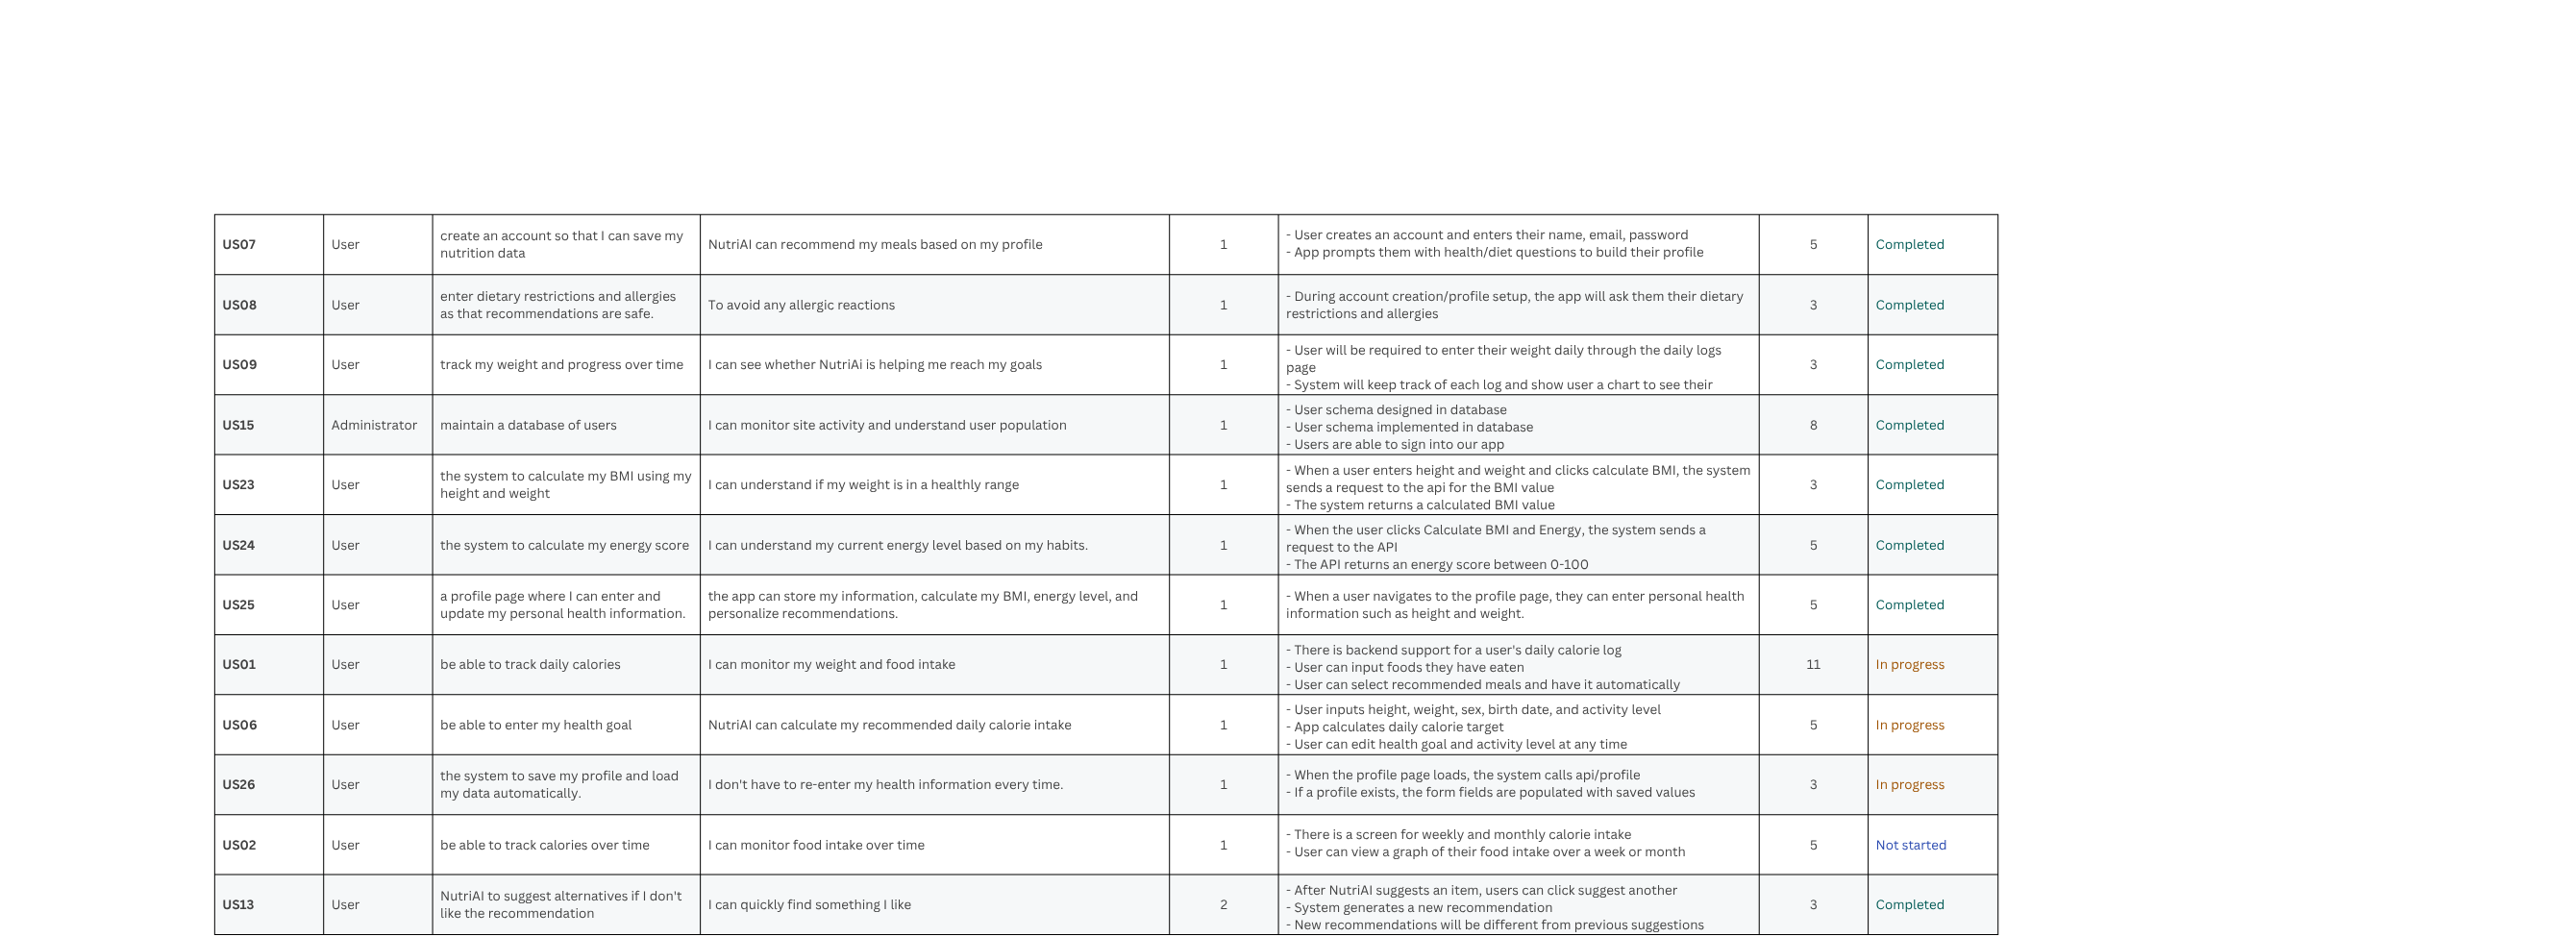 US07 User create an account so that I can save my nutrition data NutriAI can recommend my meals based on my profile 1 - User creates an account and enters their name, email, password
- App prompts them with health/diet questions to build their profile 5 Completed
US08 User enter dietary restrictions and allergies as that recommendations are safe. To avoid any allergic reactions 1 - During account creation/profile setup, the app will ask them their dietary restrictions and allergies 3 Completed
US09 User track my weight and progress over time I can see whether NutriAi is helping me reach my goals 1 - User will be required to enter their weight daily through the daily logs page
- System will keep track of each log and show user a chart to see their 3 Completed
US15 Administrator maintain a database of users I can monitor site activity and understand user population 1 - User schema designed in database
- User schema implemented in database
- Users are able to sign into our app 8 Completed
US23 User the system to calculate my BMI using my height and weight I can understand if my weight is in a healthly range 1 - When a user enters height and weight and clicks calculate BMI, the system sends a request to the api for the BMI value
- The system returns a calculated BMI value 3 Completed
US24 User the system to calculate my energy score I can understand my current energy level based on my habits. 1 - When the user clicks Calculate BMI and Energy, the system sends a request to the API
- The API returns an energy score between 0-100 5 Completed
US25 User a profile page where I can enter and update my personal health information. the app can store my information, calculate my BMI, energy level, and personalize recommendations. 1 - When a user navigates to the profile page, they can enter personal health information such as height and weight. 5 Completed
US01 User be able to track daily calories I can monitor my weight and food intake 1 - There is backend support for a user's daily calorie log
- User can input foods they have eaten
- User can select recommended meals and have it automatically 11 In progress
US06 User be able to enter my health goal NutriAI can calculate my recommended daily calorie intake 1 - User inputs height, weight, sex, birth date, and activity level
- App calculates daily calorie target
- User can edit health goal and activity level at any time 5 In progress
US26 User the system to save my profile and load my data automatically. I don't have to re-enter my health information every time. 1 - When the profile page loads, the system calls api/profile
- If a profile exists, the form fields are populated with saved values 3 In progress
US02 User be able to track calories over time I can monitor food intake over time 1 - There is a screen for weekly and monthly calorie intake
- User can view a graph of their food intake over a week or month 5 Not started
US13 User NutriAI to suggest alternatives if I don't like the recommendation I can quickly find something I like 2 - After NutriAI suggests an item, users can click suggest another
- System generates a new recommendation
- New recommendations will be different from previous suggestions 3 Completed